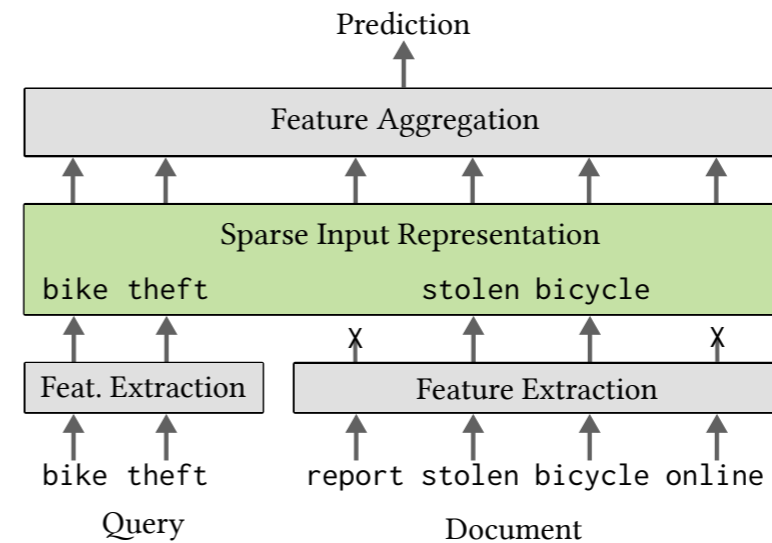 Prediction
Feature Aggregation
Sparse Input Representation
bike theft stolen bicycle
X X
Feat. Extraction Feature Extraction
bike theft report stolen bicycle online
Query Document